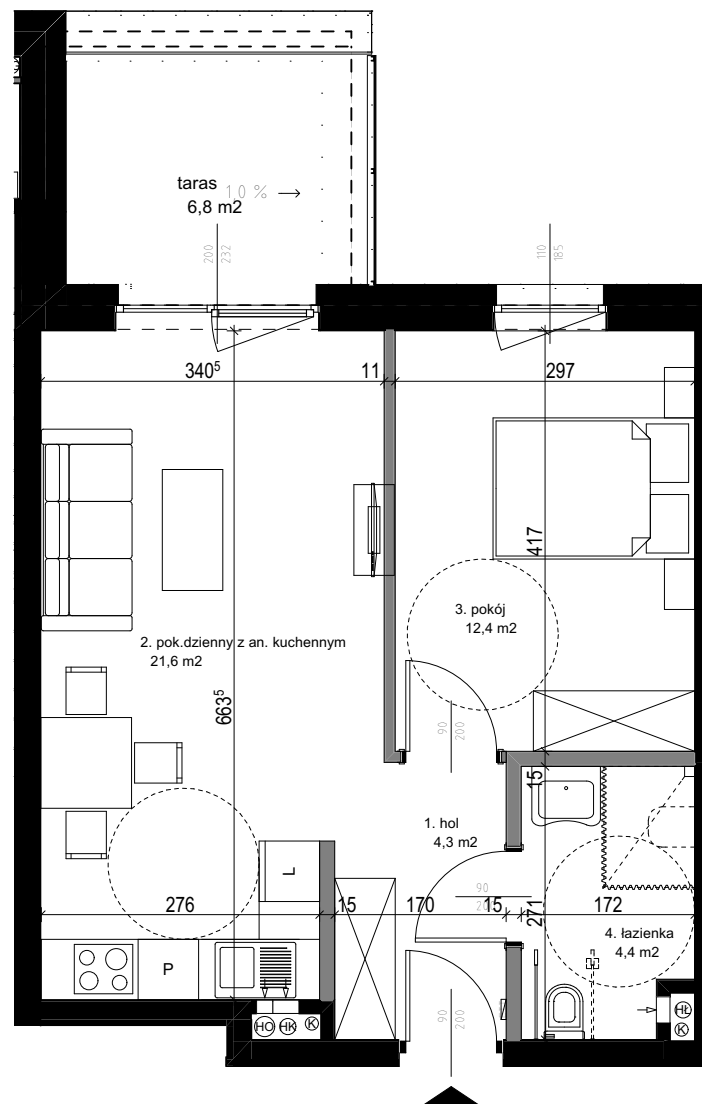 taras 1,0 % →
6,8 m2
200
232
110
185
340⁵
11
297
417
3. pokój
12,4 m2
2. pok.dzienny z an. kuchennym
21,6 m2
663⁵
90
200
15
1. hol
4,3 m2
L
276
15
170
90
15
271
172
4. łazienka
4,4 m2
P
HO
HK
K
90
200
HŁ
K